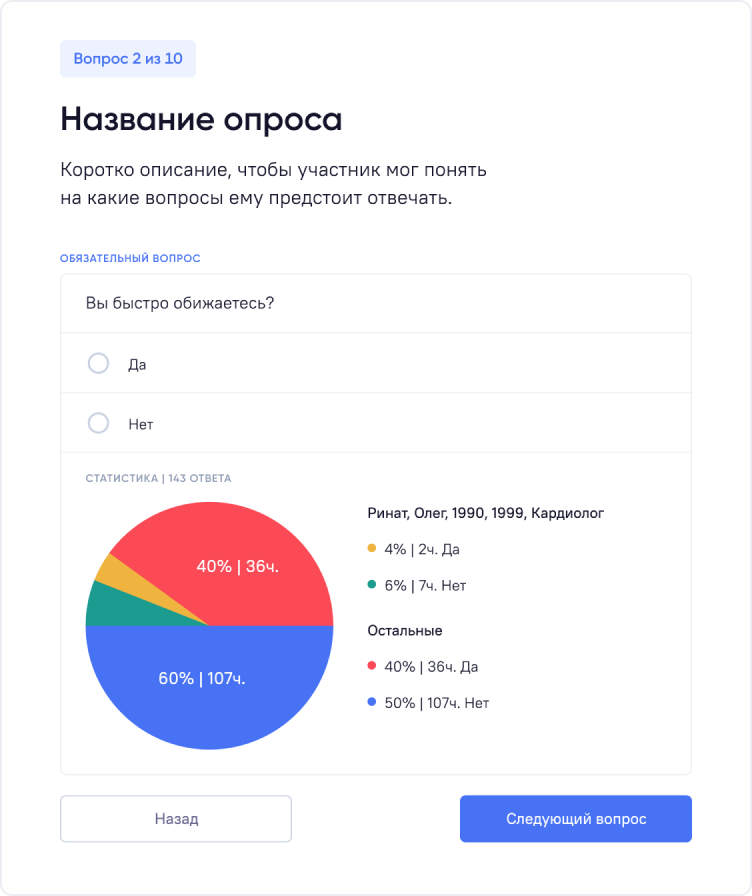 Вопрос 2 из 10
Название опроса
Коротко описание, чтобы участник мог понять
на какие вопросы ему предстоит отвечать.
ОБЯЗАТЕЛЬНЫЙ ВОПРОС
Вы быстро обижаетесь?
Да
Нет
СТАТИСТИКА | 143 ОТВЕТА
40% | 36ч.
60% | 107ч.
Ринат, Олег, 1990, 1999, Кардиолог
4% | 2ч. Да
6% | 7ч. Нет
Остальные
40% | 36ч. Да
50% | 107ч. Нет
Назад
Следующий вопрос